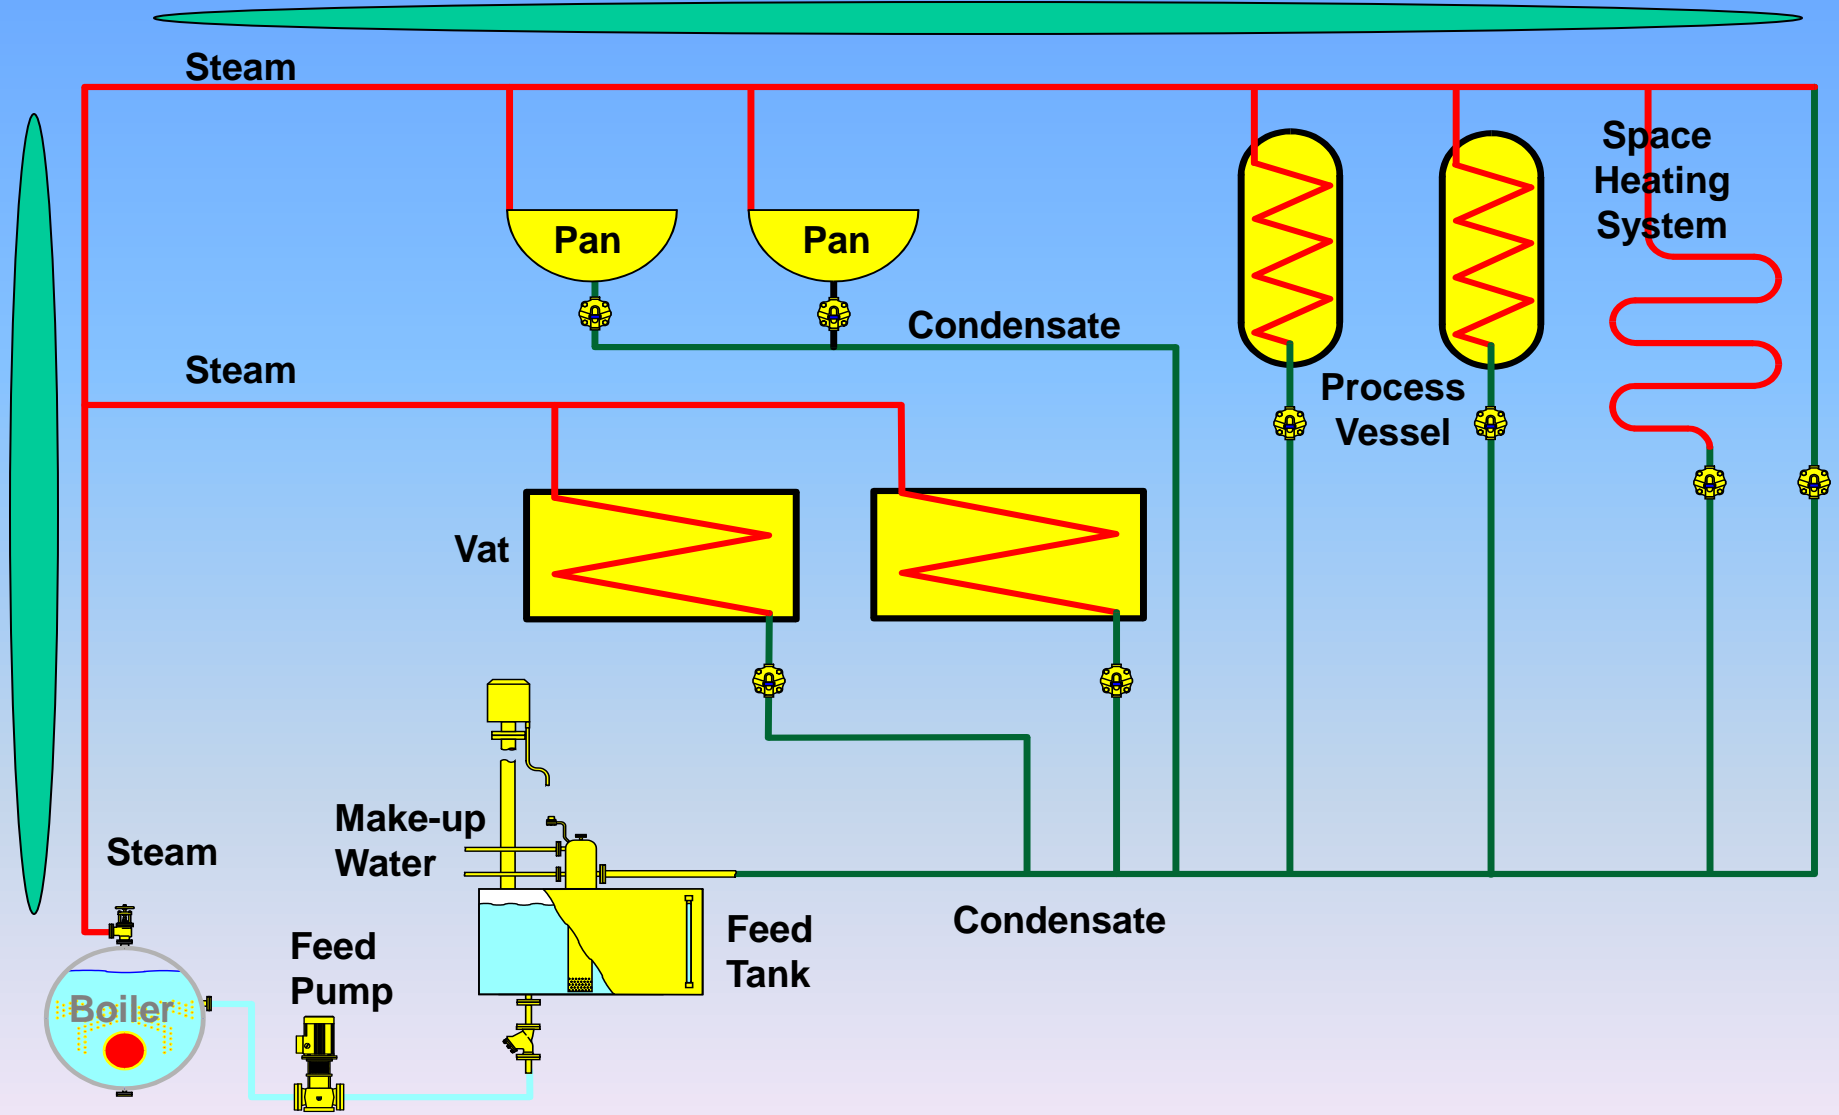 Steam
Space
Heating
System
Pan
Pan
Condensate
Steam
Process
Vessel
Vat
Make-up
Water
Steam
Feed
Tank
Condensate
Feed
Pump
Boiler